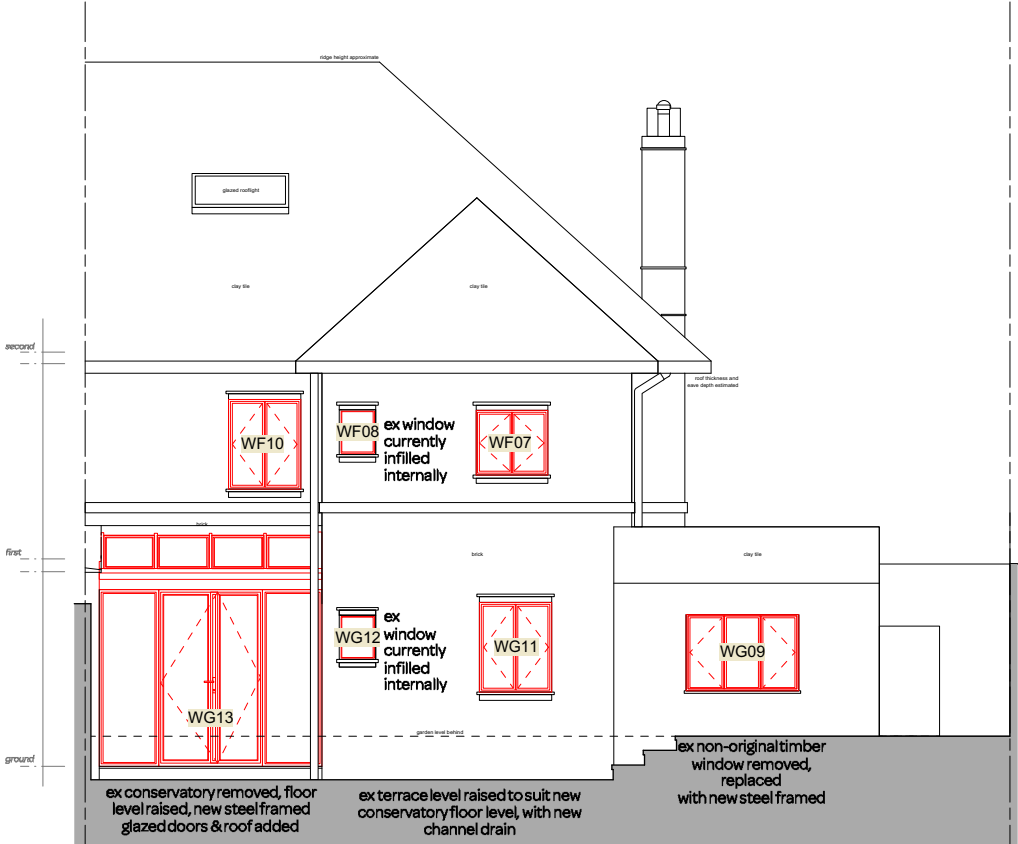 ridge height approximate
glazed rooflight
clay tile
clay tile
second
roof thickness and
eave depth estimated
WF10
WF08
ex window
currently
infilled
internally
WF07
brick
first
brick
clay tile
WG12
ex
window
currently
infilled
internally
WG11
WG09
WG13
garden level behind
ground
ex non-original timber
window removed,
replaced
with new steel framed
ex conservatory removed, floor
level raised, new steel framed
glazed doors & roof added
ex terrace level raised to suit new
conservatory floor level, with new
channel drain